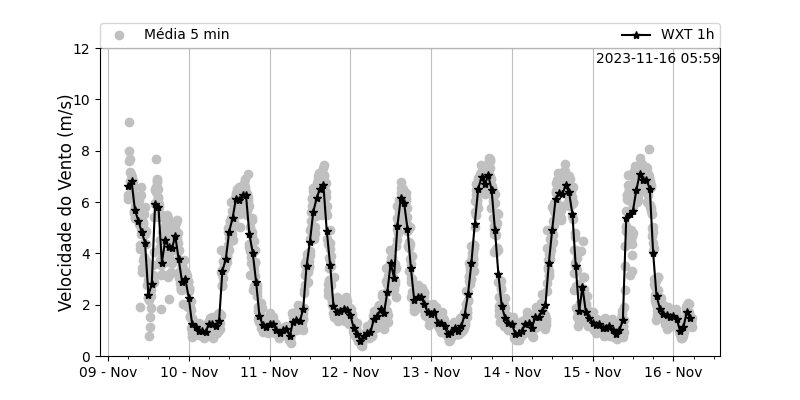 Média 5 min
WXT 1h
2023-11-16 05:59
Velocidade do Vento (m/s)
12
10
8
6
4
2
0
09 - Nov
10 - Nov
11 - Nov
12 - Nov
13 - Nov
14 - Nov
15 - Nov
16 - Nov